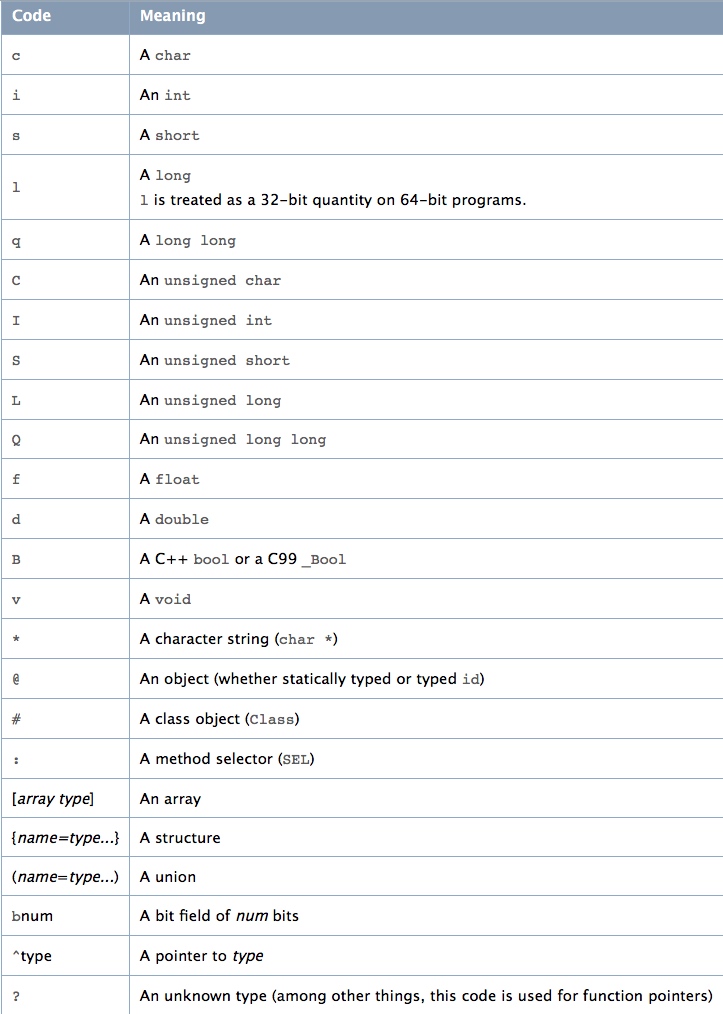 Code Meaning
c A char
i An int
s A short
l A long
l is treated as a 32-bit quantity on 64-bit programs.
q A long long
C An unsigned char
I An unsigned int
S An unsigned short
L An unsigned long
Q An unsigned long long
f A float
d A double
B A C++ bool or a C99 _Bool
v A void
* A character string (char *)
@ An object (whether statically typed or typed id)
# A class object (Class)
: A method selector (SEL)
[array type] An array
{name=type...} A structure
(name=type...) A union
bnum A bit field of num bits
^type A pointer to type
? An unknown type (among other things, this code is used for function pointers)